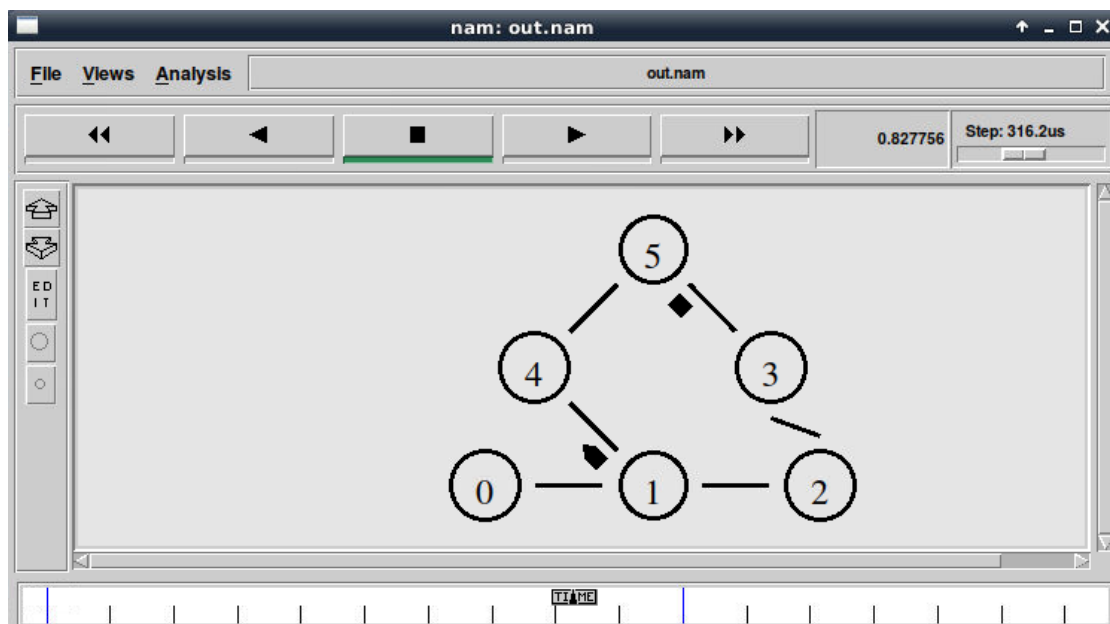 nam: out.nam
File Views Analysis out.nam
0.827756 Step: 316.2us
ED
IT
5
4 3
0 1 2
TIME